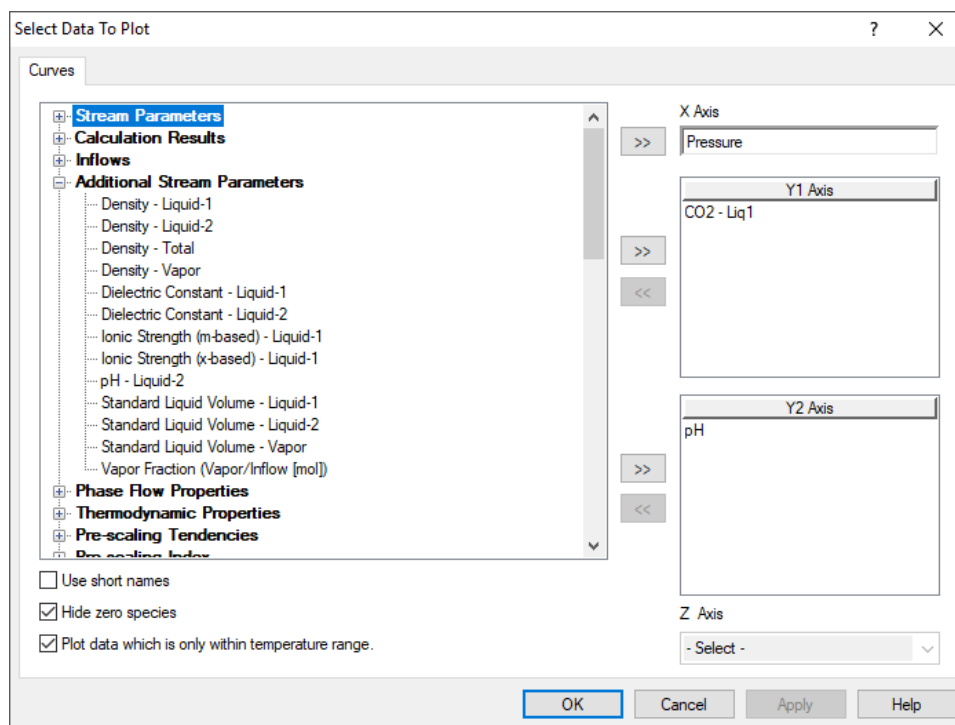 Select Data To Plot
?
Curves
Stream Parameters
Calculation Results
Inflows
Additional Stream Parameters
Density - Liquid-1
Density - Liquid-2
Density - Total
Density - Vapor
Dielectric Constant - Liquid-1
Dielectric Constant - Liquid-2
Ionic Strength (m-based) - Liquid-1
Ionic Strength (x-based) - Liquid-1
pH - Liquid-2
Standard Liquid Volume - Liquid-1
Standard Liquid Volume - Liquid-2
Standard Liquid Volume - Vapor
Vapor Fraction (Vapor/Inflow [mol])
Phase Flow Properties
Thermodynamic Properties
Pre-scaling Tendencies
Pre-scaling Index
Use short names
Hide zero species
Plot data which is only within temperature range.
>>
X Axis
Pressure
>>
<<
Y1 Axis
CO2 - Liq1
>>
<<
Y2 Axis
pH
Z Axis
- Select -
OK
Cancel
Apply
Help